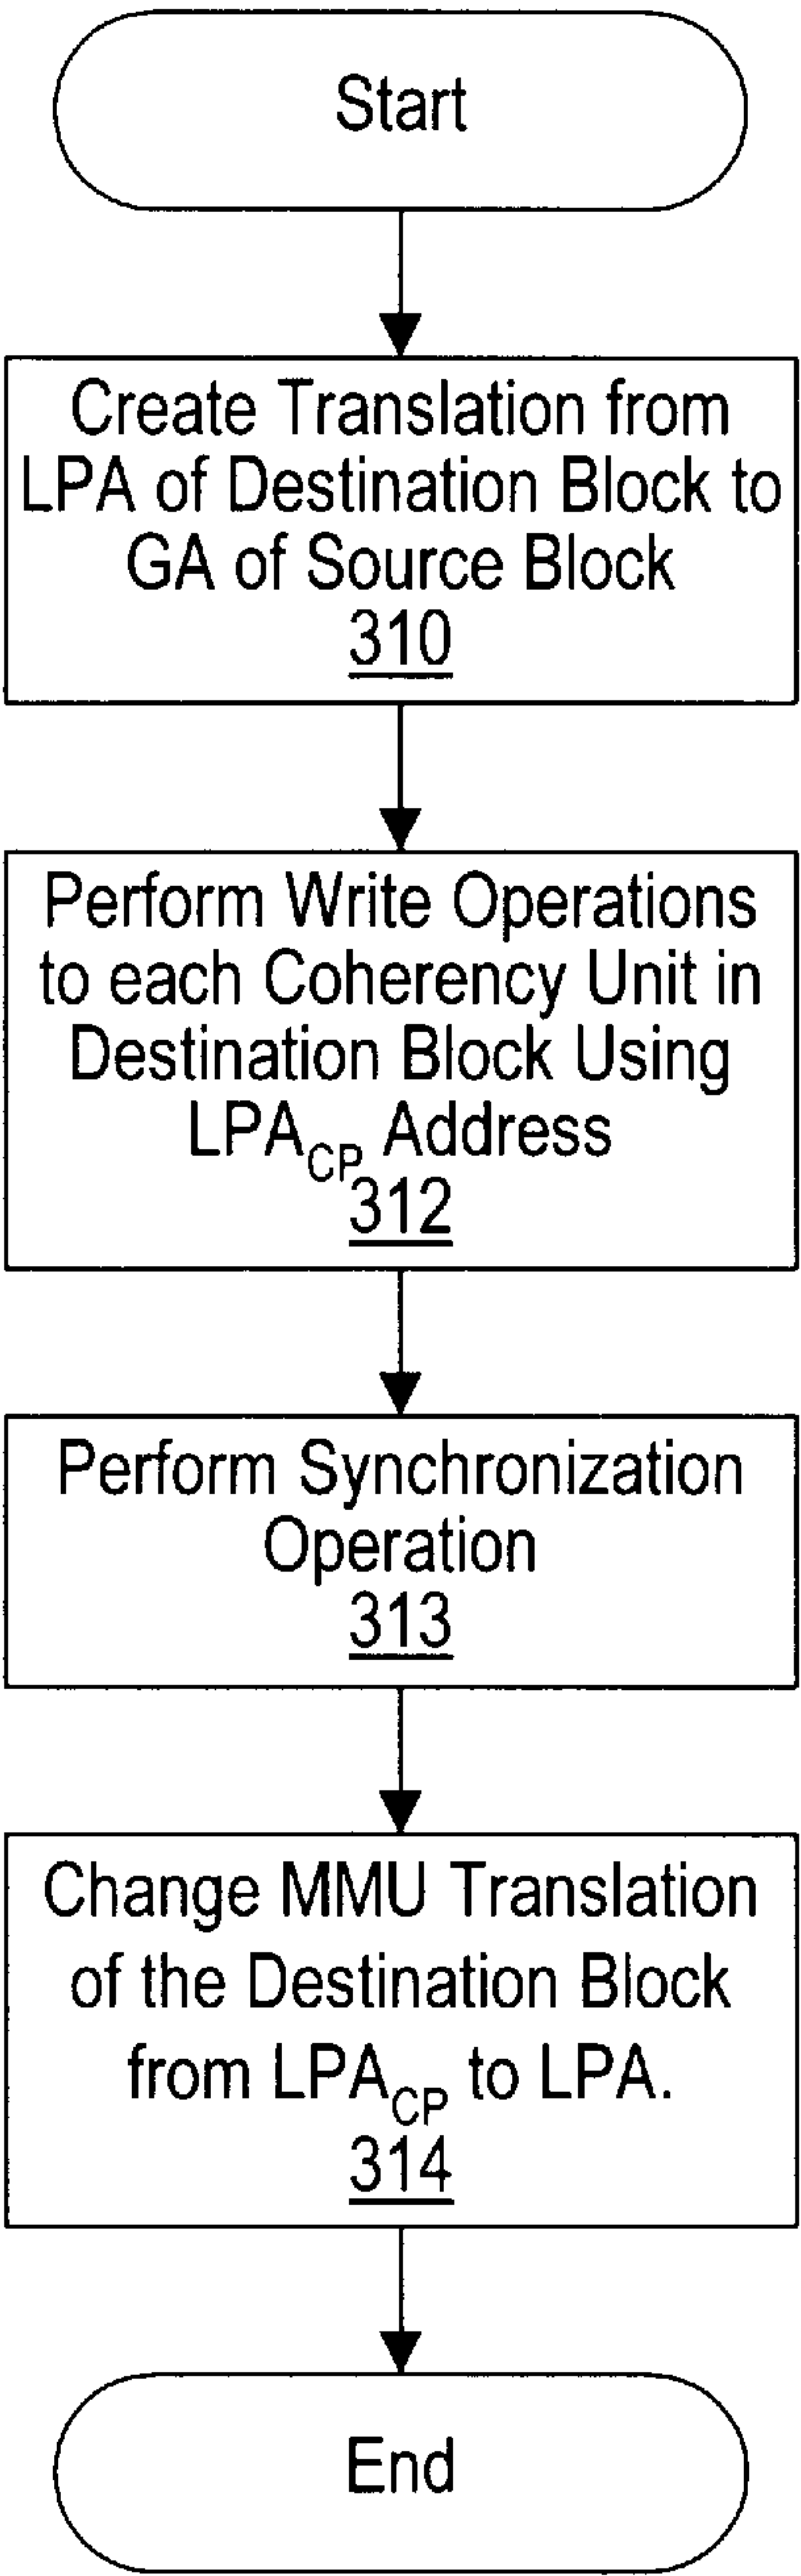 Start
Create Translation from
LPA of Destination Block to
GA of Source Block
310
Perform Write Operations
to each Coherency Unit in
Destination Block Using
LPA_CP Address
312
Perform Synchronization
Operation
313
Change MMU Translation
of the Destination Block
from LPA_CP to LPA.
314
End